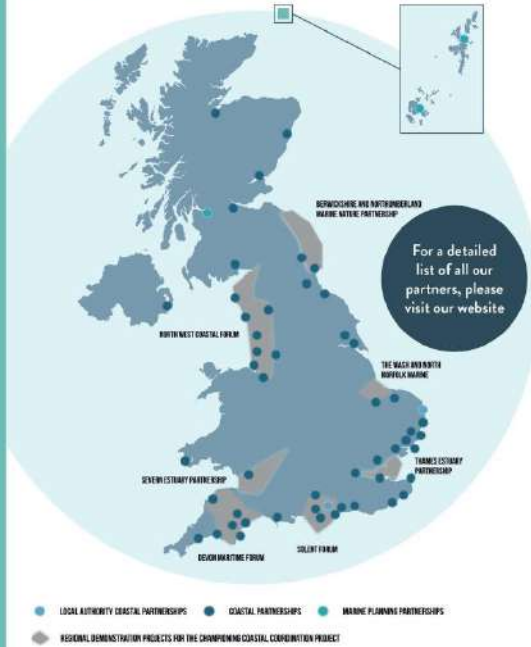 BERWICKSHIRE AND NORTHUMBERLAND
MARINE NATURE PARTNERSHIP
For a detailed
list of all our
partners, please
visit our website
NORTH WEST COASTAL FORUM
THE WASH AND NORTH
NORFOLK MARINE
THAMES ESTUARY
PARTNERSHIP
SEVERN ESTUARY PARTNERSHIP
SOLENT FORUM
DEVON MARITIME FORUM
LOCAL AUTHORITY COASTAL PARTNERSHIPS
COASTAL PARTNERSHIPS
MARINE PLANNING PARTNERSHIPS
REGIONAL DEMONSTRATION PROJECTS FOR THE CHAMPIONING COASTAL COORDINATION PROJECT